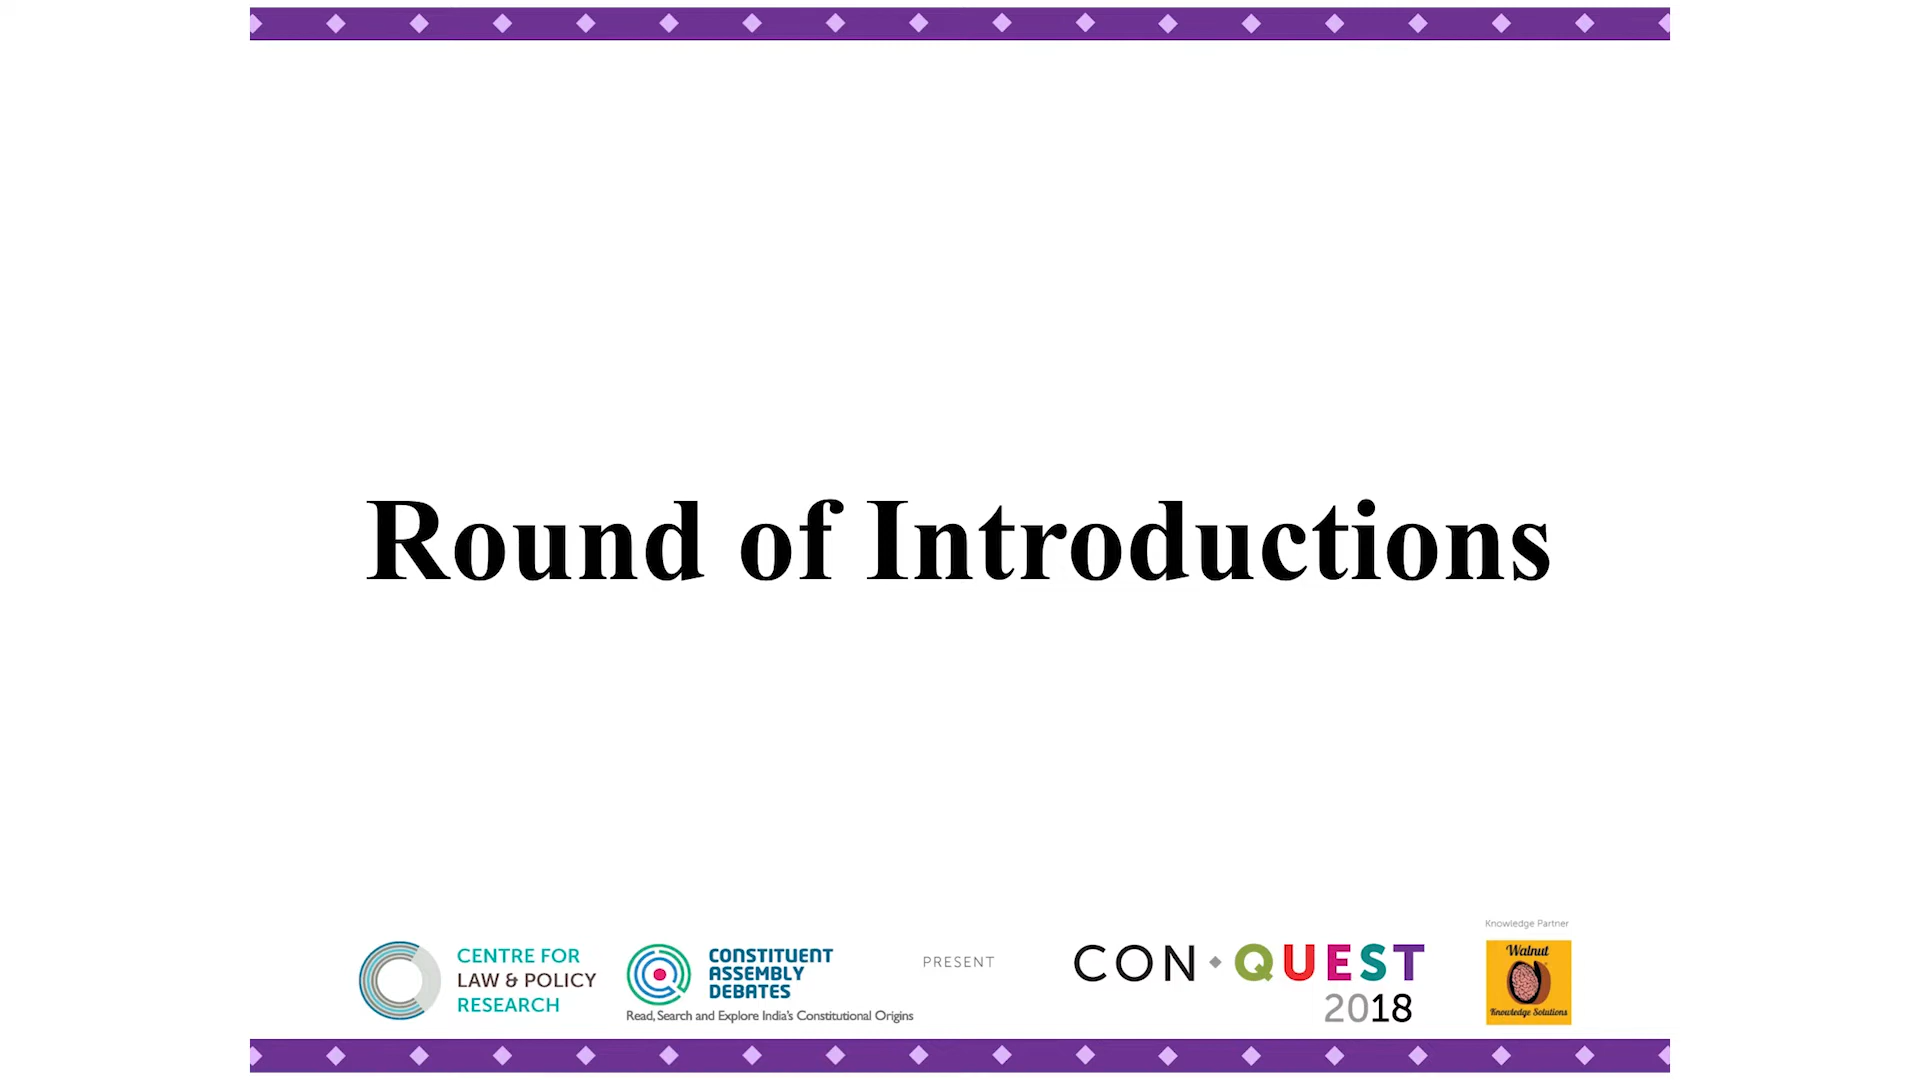 Round of Introductions
CENTRE FOR
LAW & POLICY
RESEARCH
CONSTITUENT
ASSEMBLY
DEBATES
Read, Search and Explore India's Constitutional Origins
PRESENT
CON QUEST
2018
Knowledge Partner
Walnut
Knowledge Solutions